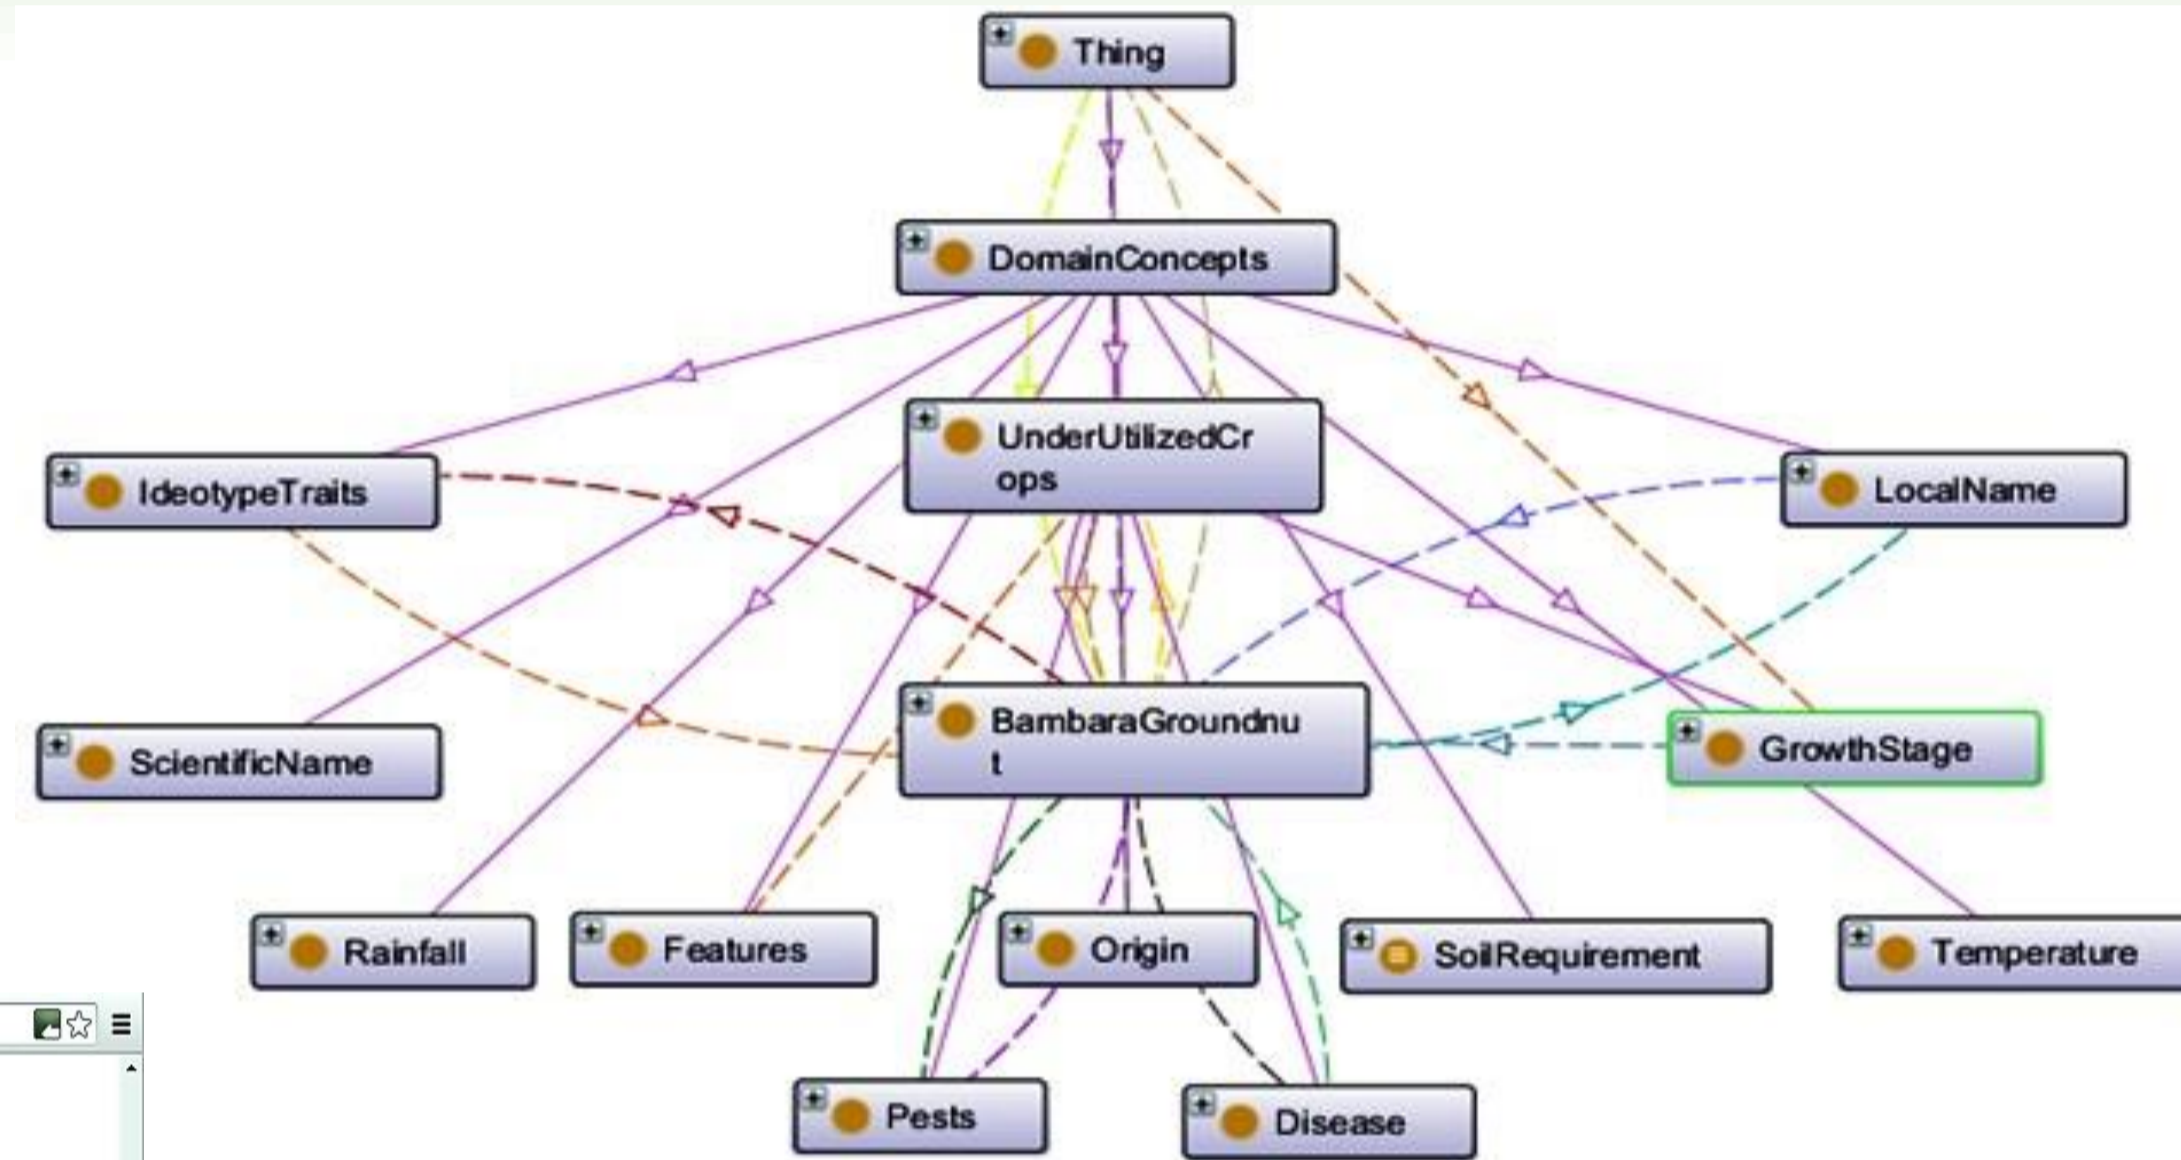 Thing
DomainConcepts
UnderUtilizedCr
ops
IdeotypeTraits
LocalName
BambaraGroundnu
t
ScientificName
GrowthStage
Rainfall
Features
Origin
SoilRequirement
Temperature
Pests
Disease